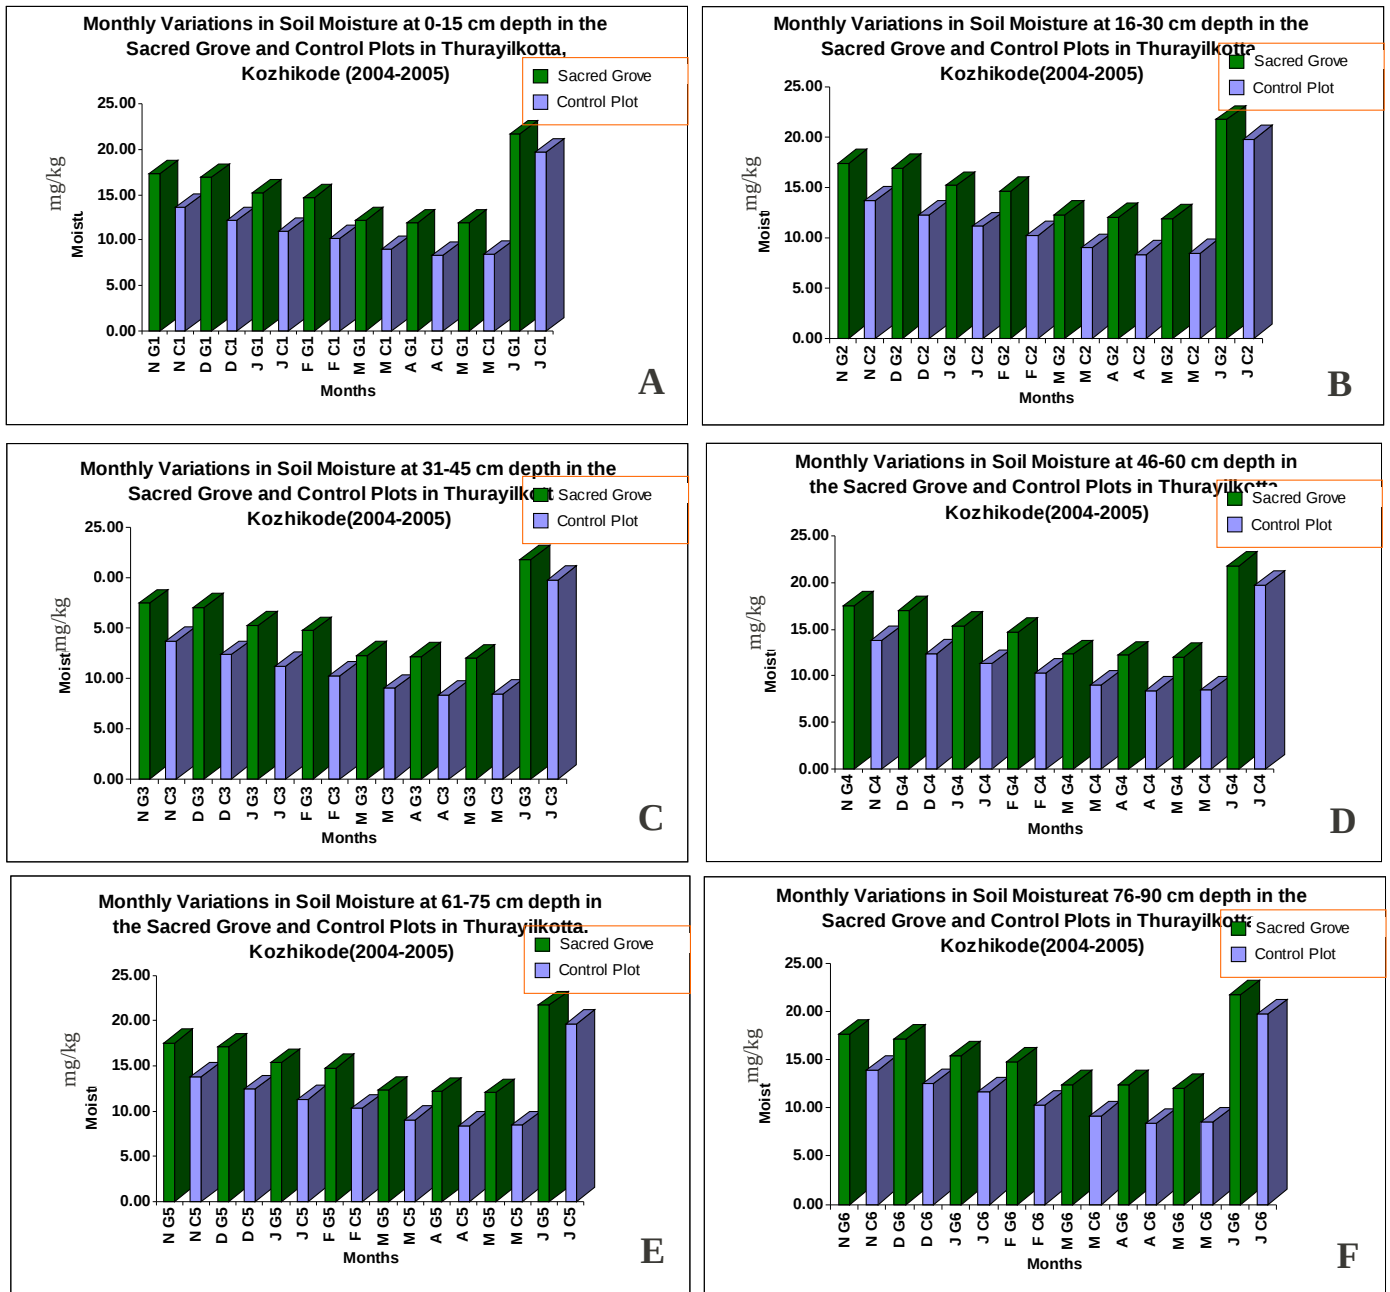 Monthly Variations in Soil Moisture at 0-15 cm depth in the
Sacred Grove and Control Plots in Thurayilkotta,
Kozhikode (2004-2005)
Sacred Grove
Control Plot
25.00
20.00
15.00
10.00
5.00
0.00
mg/kg
N G1
N C1
D G1
D C1
J G1
J C1
F G1
F C1
M G1
M C1
A G1
A C1
M G1
M C1
J G1
J C1
Months
A
Monthly Variations in Soil Moisture at 16-30 cm depth in the
Sacred Grove and Control Plots in Thurayilkotta
Kozhikode(2004-2005)
Sacred Grove
Control Plot
25.00
20.00
15.00
10.00
5.00
0.00
mg/kg
Moist
N G2
N C2
D G2
D C2
J G2
J C2
F G2
F C2
M G2
M C2
A G2
A C2
M G2
M C2
J G2
J C2
Months
B
Monthly Variations in Soil Moisture at 31-45 cm depth in the
Sacred Grove and Control Plots in
Kozhikode(2004-2005)
Sacred Grove
Control Plot
25.00
0.00
5.00
10.00
5.00
0.00
mg/kg
Moist
N G3
N C3
D G3
D C3
J G3
J C3
F G3
F C3
M G3
M C3
A G3
A C3
M G3
M C3
J G3
J C3
Months
C
Monthly Variations in Soil Moisture at 46-60 cm depth in
the Sacred Grove and Control Plots in Thurayilkotta
Kozhikode(2004-2005)
Sacred Grove
Control Plot
25.00
20.00
15.00
10.00
5.00
0.00
mg/kg
Moist
N G4
N C4
D G4
D C4
J G4
J C4
F G4
F C4
M G4
M C4
A G4
A C4
M G4
M C4
J G4
J C4
Months
D
Monthly Variations in Soil Moisture at 61-75 cm depth in
the Sacred Grove and Control Plots in Thurayilkotta.
Kozhikode(2004-2005)
Sacred Grove
Control Plot
25.00
20.00
15.00
10.00
5.00
0.00
mg/kg
Moist
N G5
N C5
D G5
D C5
J G5
J C5
F G5
F C5
M G5
M C5
A G5
A C5
M G5
M C5
J G5
J C5
Months
E
Monthly Variations in Soil Moistureat 76-90 cm depth in the
Sacred Grove and Control Plots in Thurayilkotta
Kozhikode(2004-2005)
Sacred Grove
Control Plot
25.00
20.00
15.00
10.00
5.00
0.00
mg/kg
Moist
N G6
N C6
D G6
D C6
J G6
J C6
F G6
F C6
M G6
M C6
A G6
A C6
M G6
M C6
J G6
J C6
Months
F